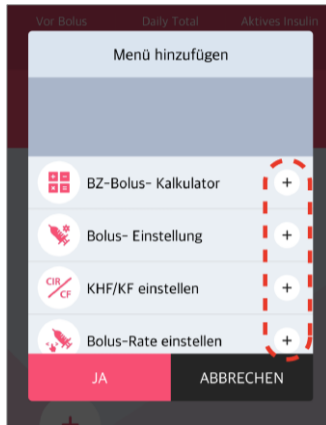 Vor Bolus Daily Total Aktives Insulin
Menü hinzufügen
BZ-Bolus- Kalkulator +
Bolus- Einstellung +
CIR/CF KHF/KF einstellen +
Bolus-Rate einstellen +
JA ABBRECHEN